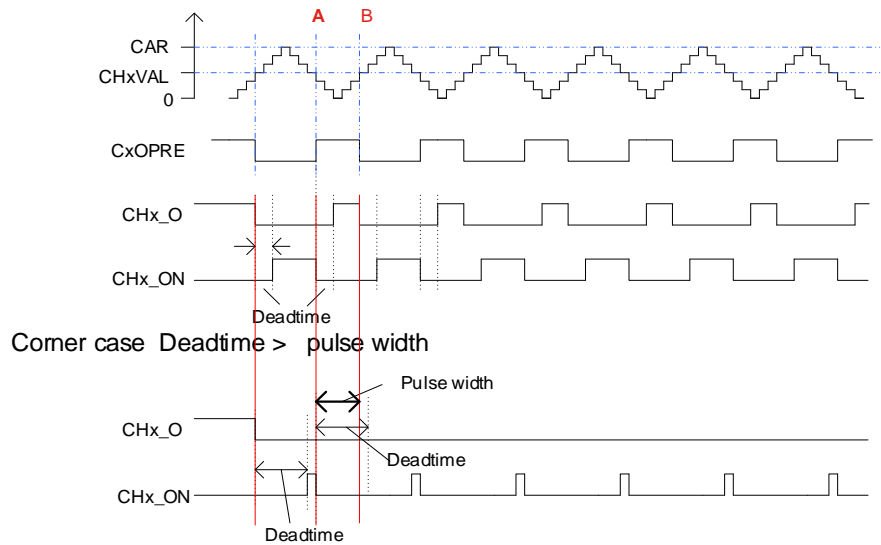 A B
CAR
CHxVAL
0
CxOPRE
CHx_O
CHx_ON
Deadtime
Corner case Deadtime > pulse width
Pulse width
CHx_O
Deadtime
CHx_ON
Deadtime